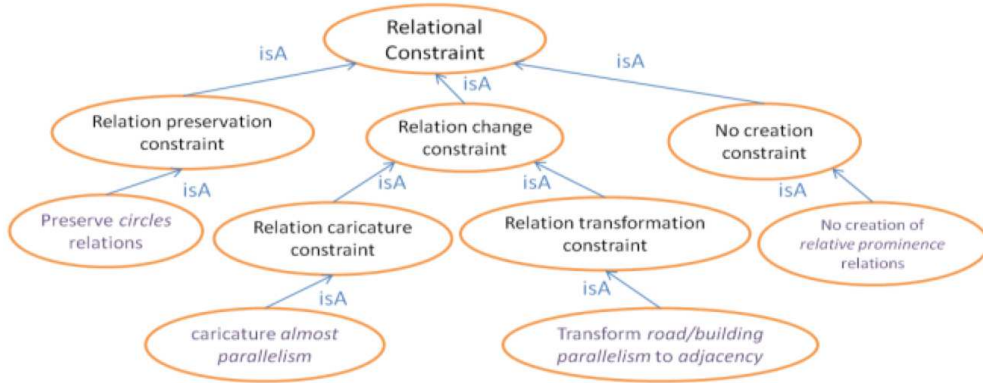 Relational
Constraint
isA
isA
isA
Relation preservation
constraint
Relation change
constraint
No creation
constraint
isA
isA
isA
isA
Preserve circles
relations
Relation caricature
constraint
Relation transformation
constraint
No creation of
relative prominence
relations
isA
isA
caricature almost
parallelism
Transform road/building
parallelism to adjacency